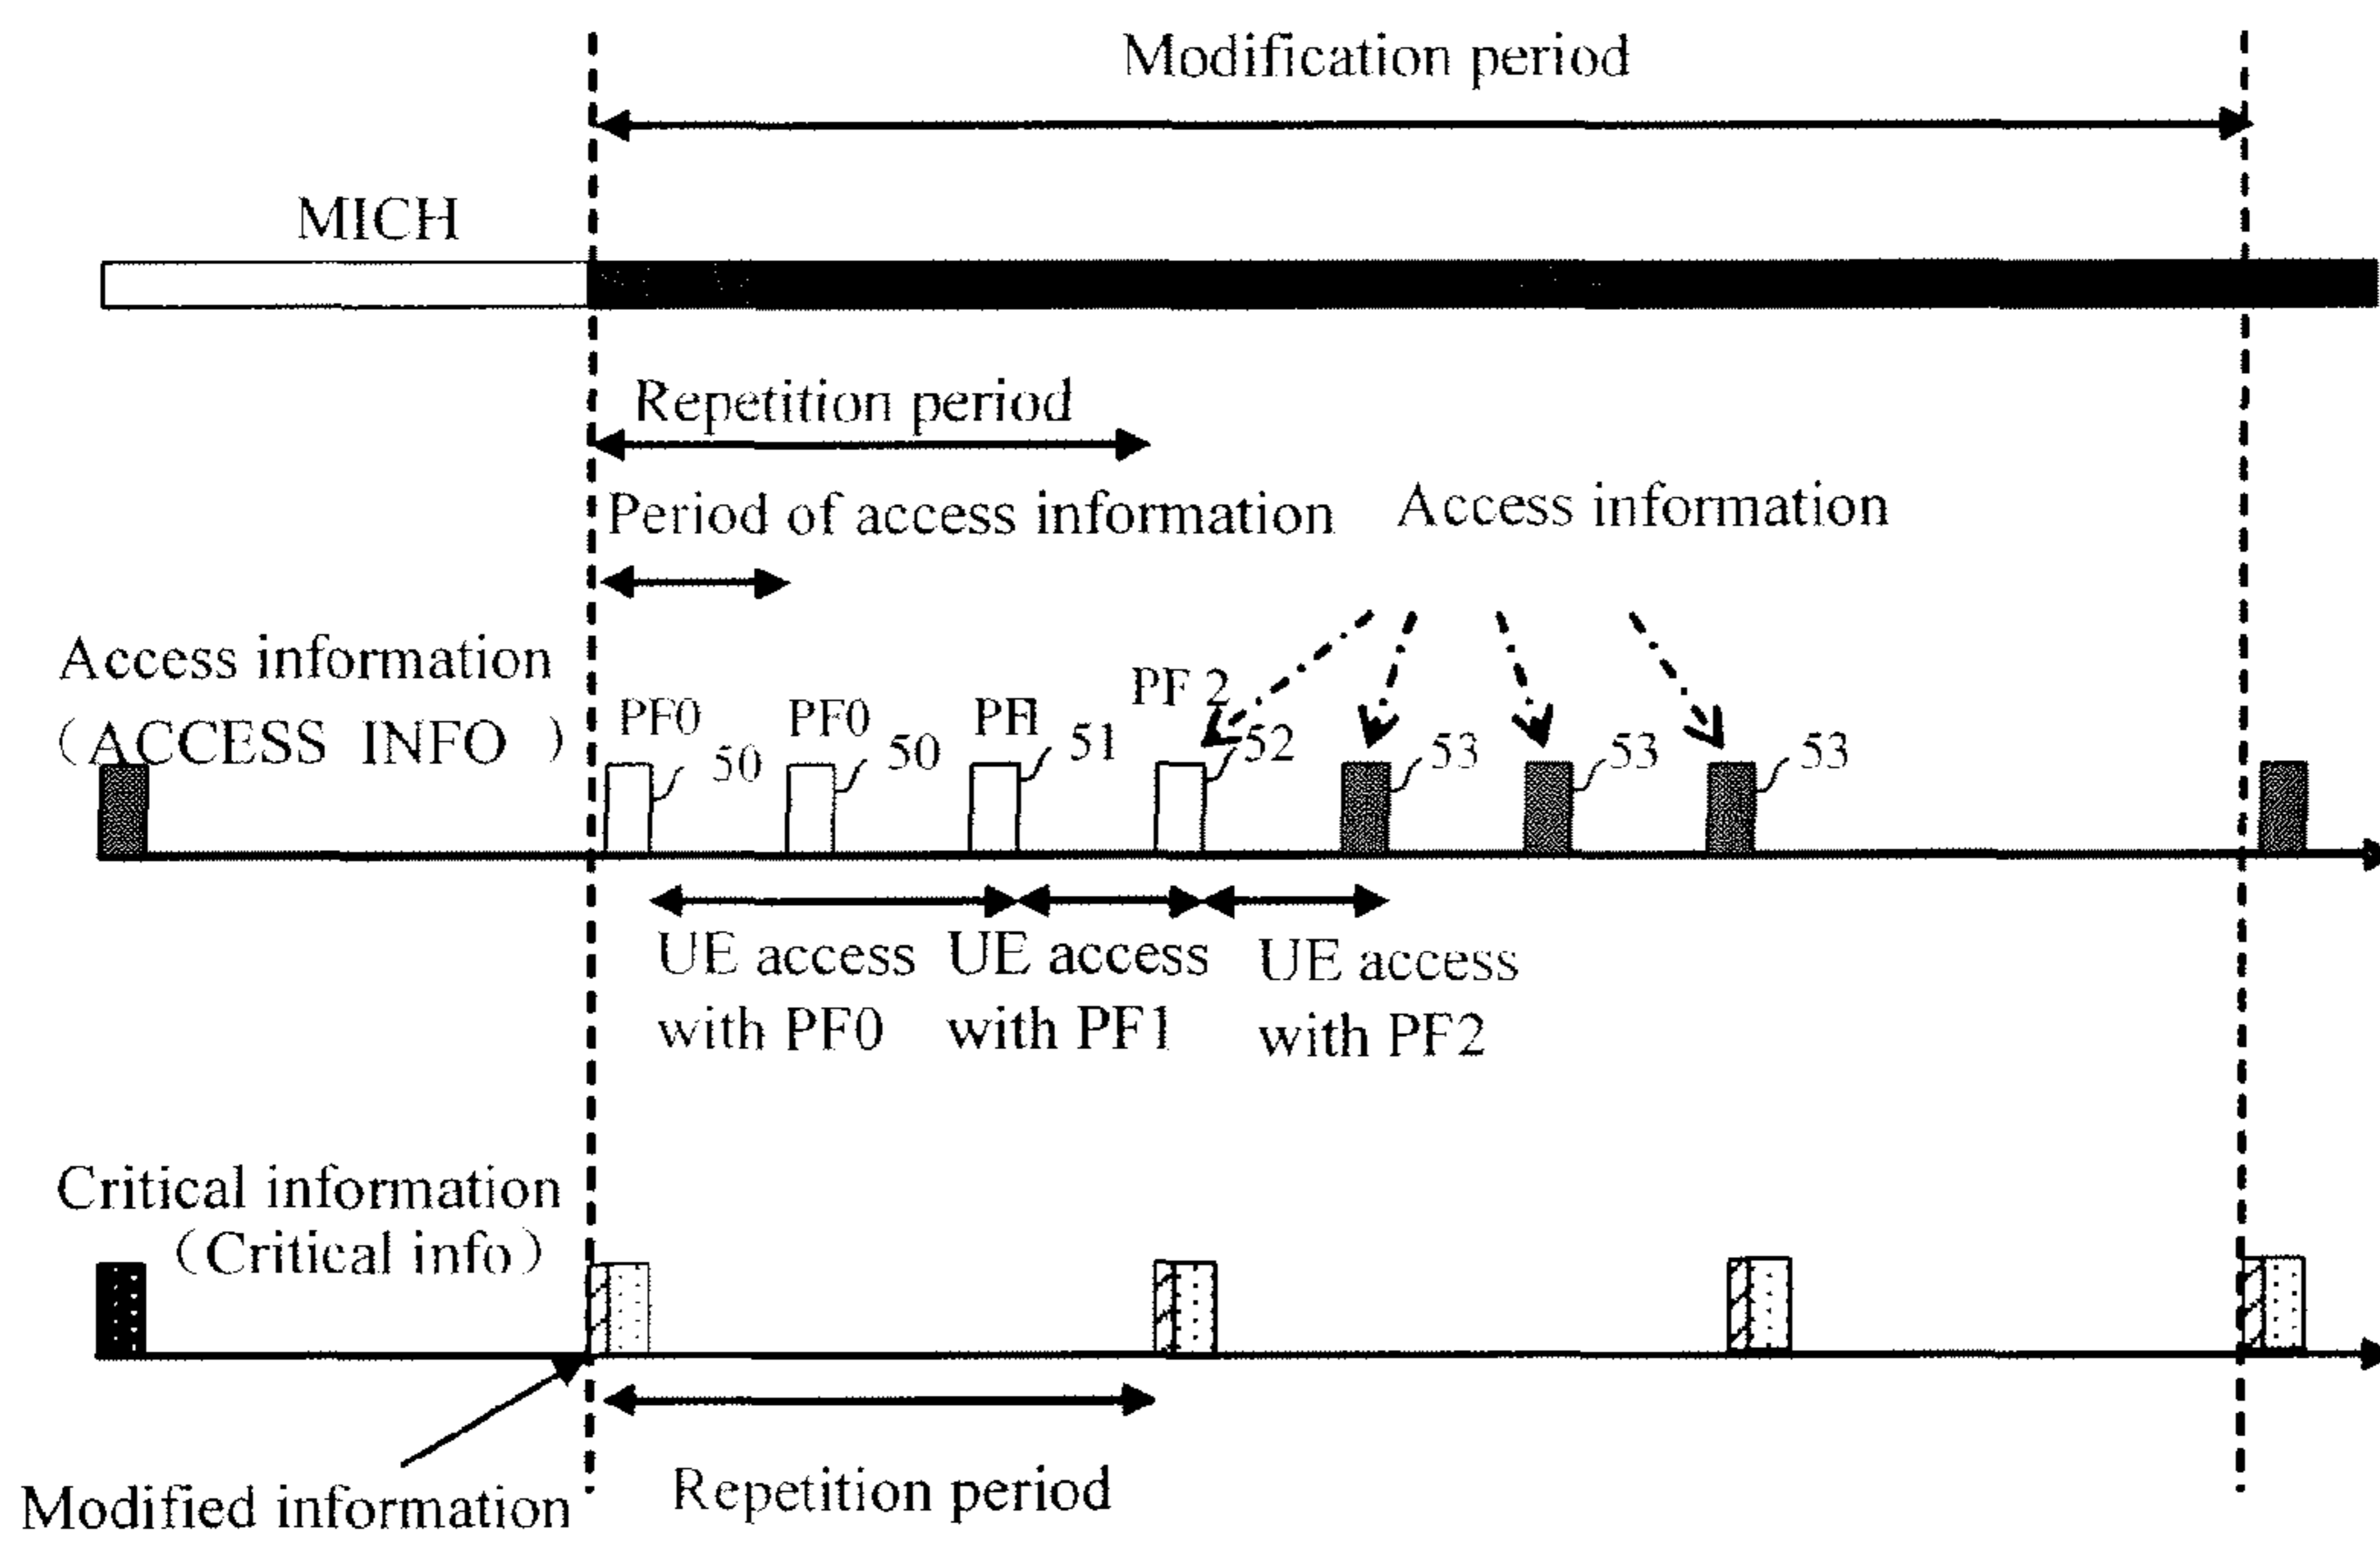 Modification period
MICH
Repetition period
Period of access information
Access information
Access information
(ACCESS INFO )
PF0
PF0
PF1
PF 2
50
50
51
52
53
53
53
UE access
with PF0
UE access
with PF1
UE access
with PF2
Critical information
(Critical info)
Modified information
Repetition period